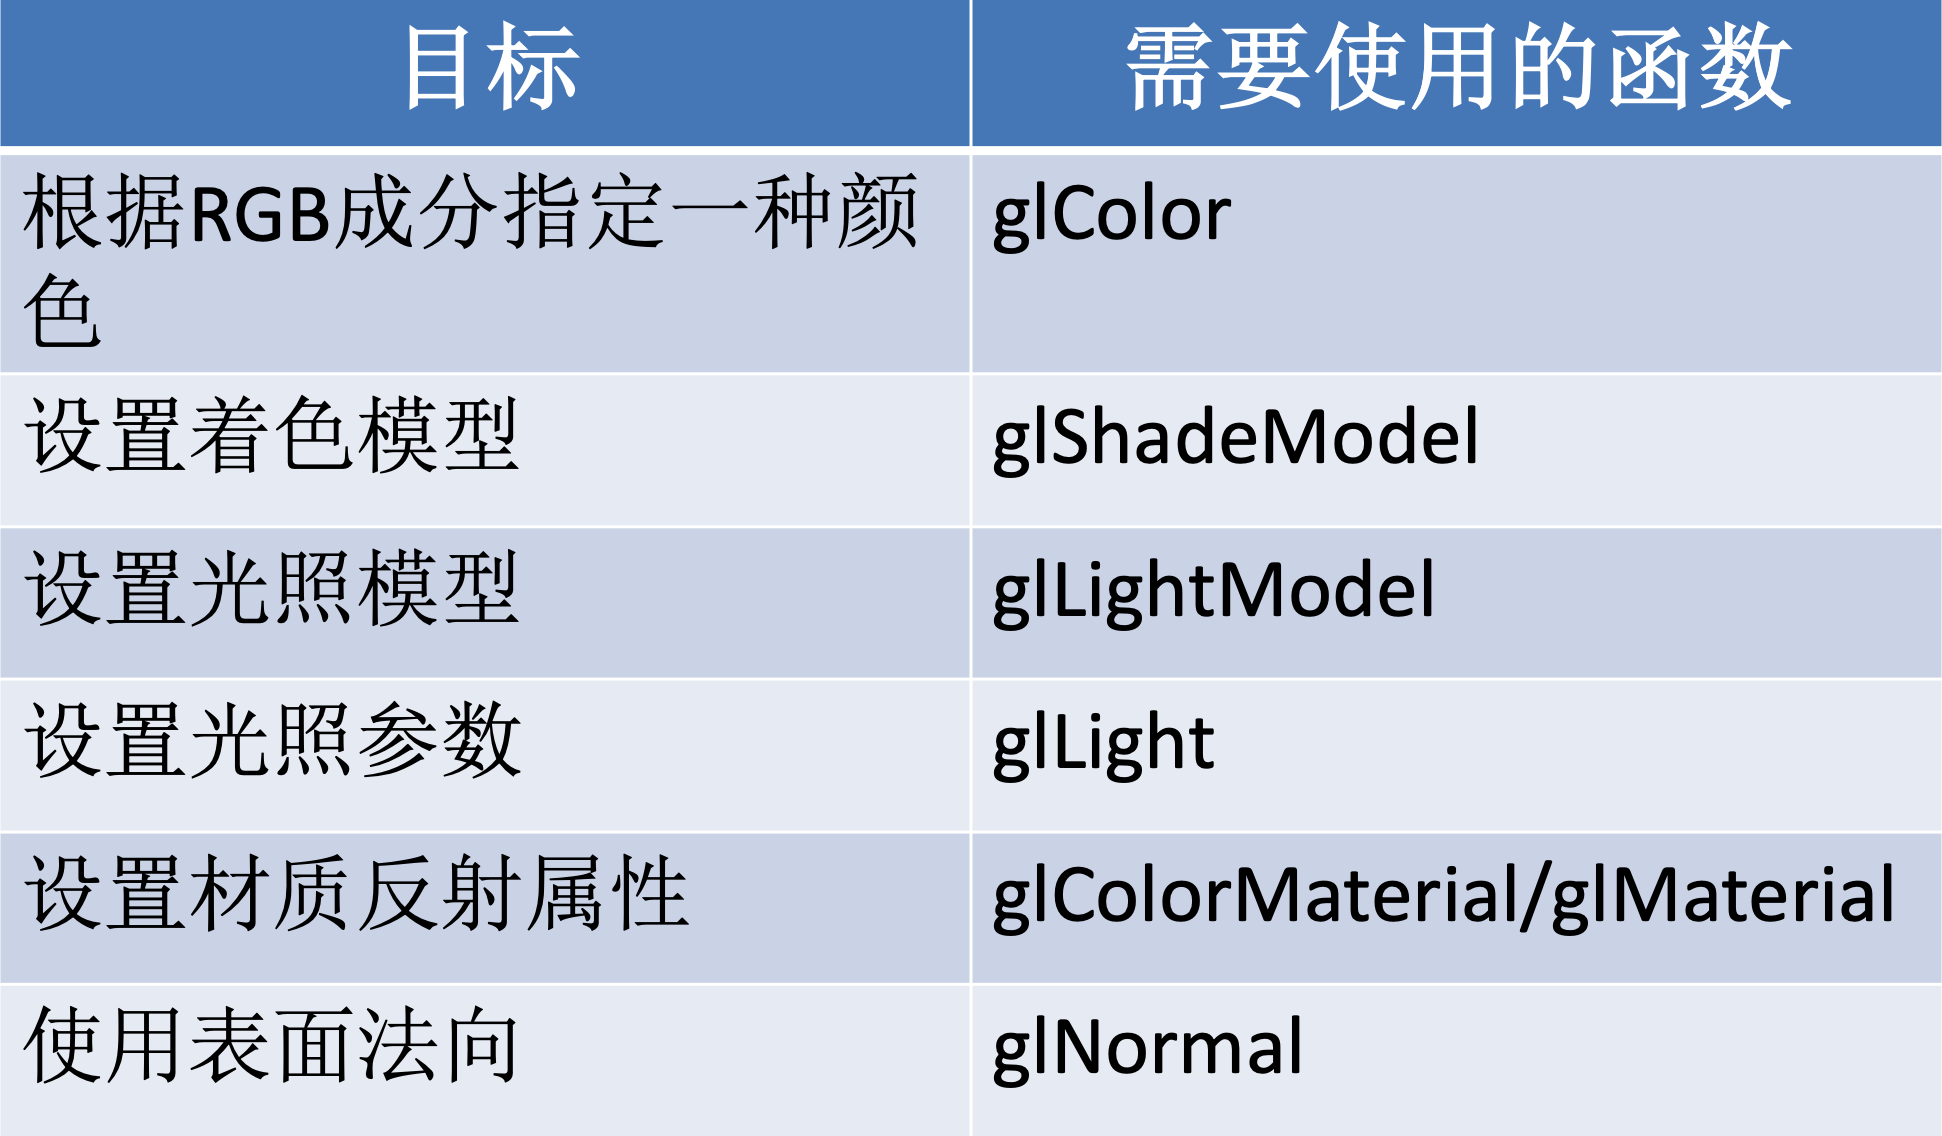 目标
需要使用的函数
根据RGB成分指定一种颜
色
glColor
设置着色模型
glShadeModel
设置光照模型
glLightModel
设置光照参数
glLight
设置材质反射属性
glColorMaterial/glMaterial
使用表面法向
glNormal